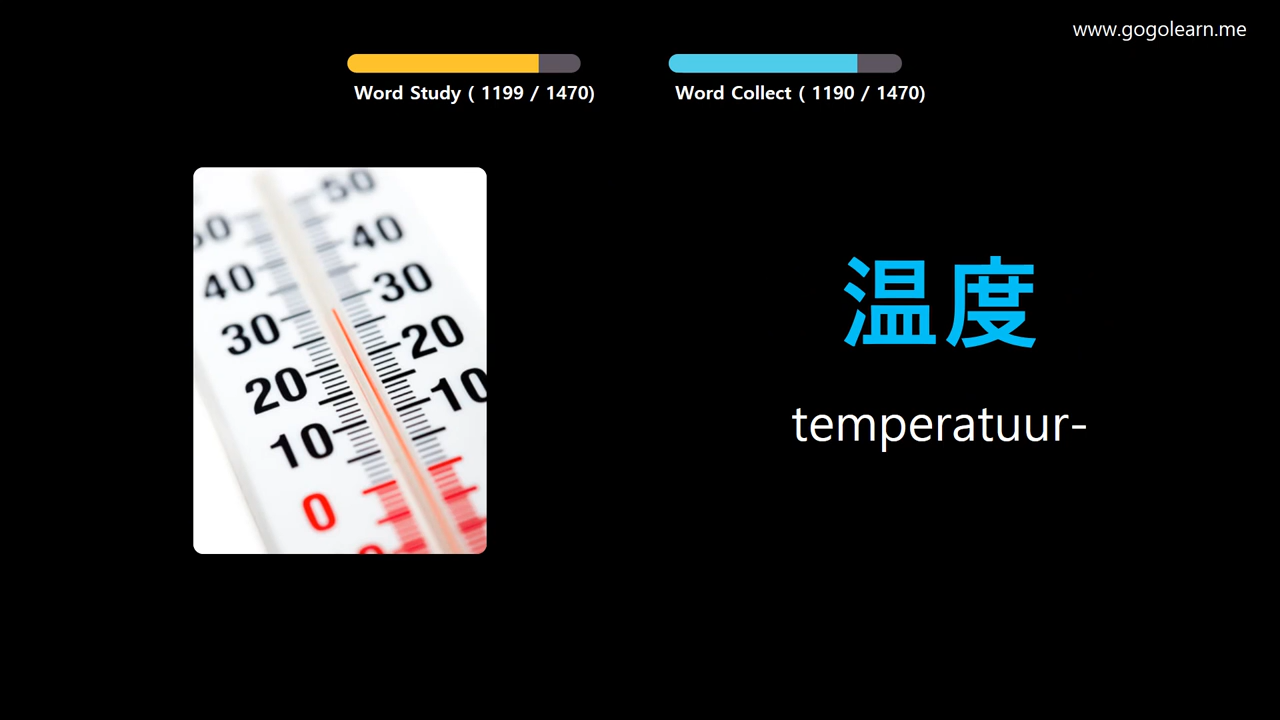 www.gogolearn.me
Word Study ( 1199 / 1470)
Word Collect ( 1190 / 1470)
50
40
40
30
30
20
20
10
10
0
温度
temperatuur-